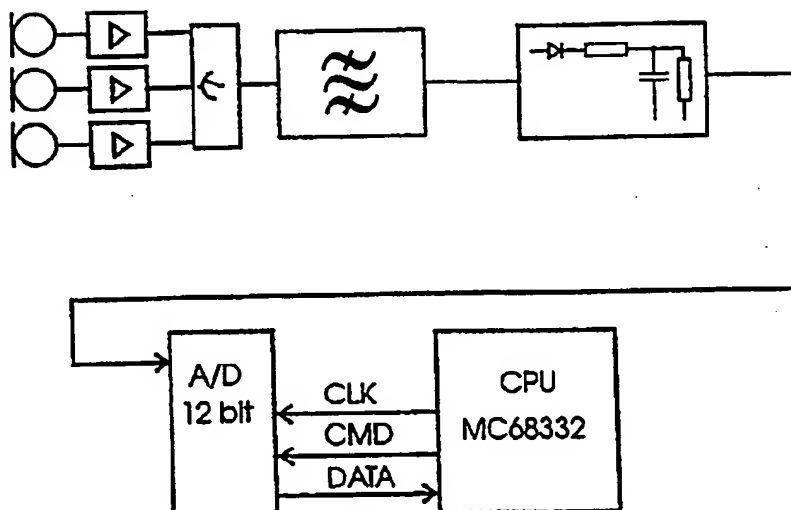 A/D
12 bit
CLK
CMD
DATA
CPU
MC68332